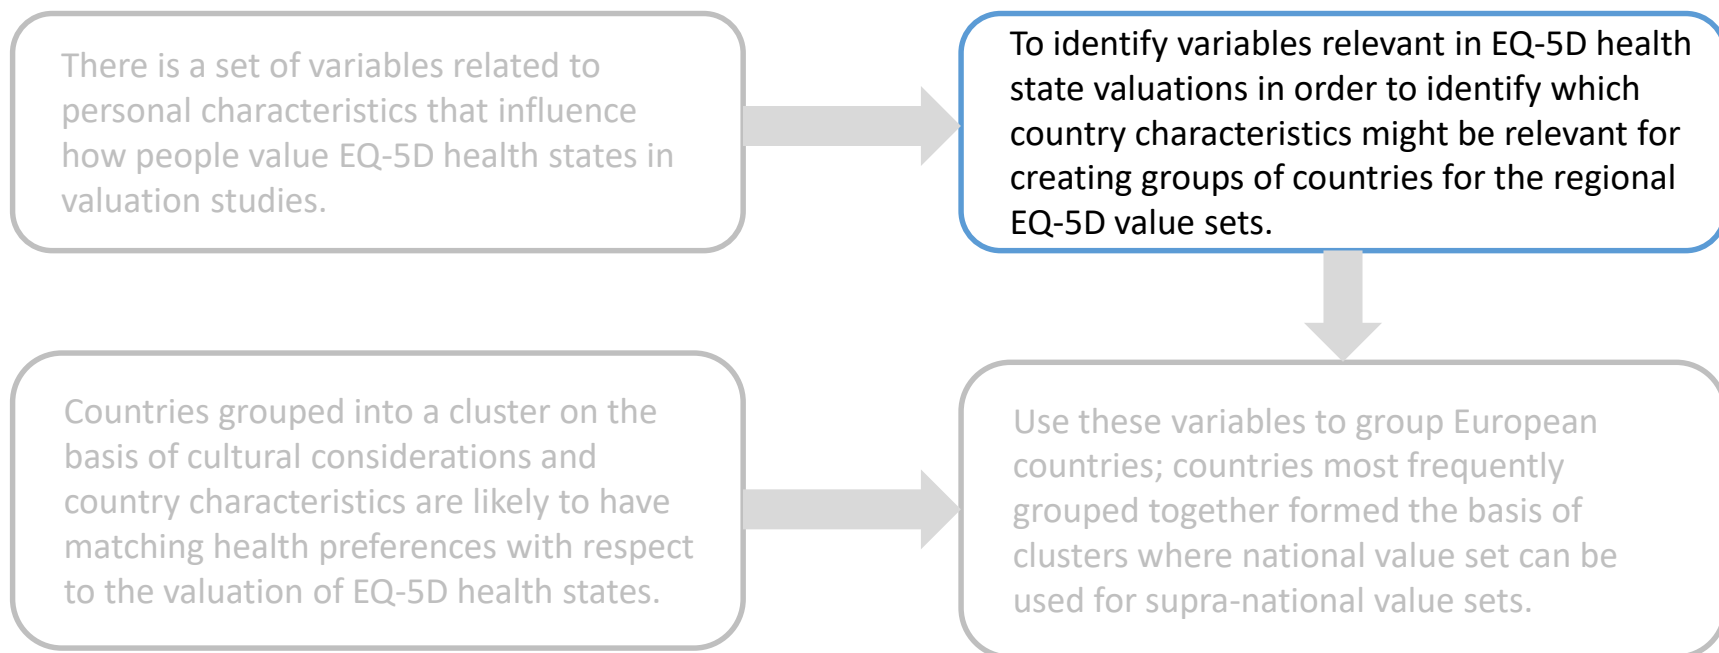 There is a set of variables related to
personal characteristics that influence
how people value EQ-5D health states in
valuation studies.
To identify variables relevant in EQ-5D health
state valuations in order to identify which
country characteristics might be relevant for
creating groups of countries for the regional
EQ-5D value sets.
Countries grouped into a cluster on the
basis of cultural considerations and
country characteristics are likely to have
matching health preferences with respect
to the valuation of EQ-5D health states.
Use these variables to group European
countries; countries most frequently
grouped together formed the basis of
clusters where national value set can be
used for supra-national value sets.